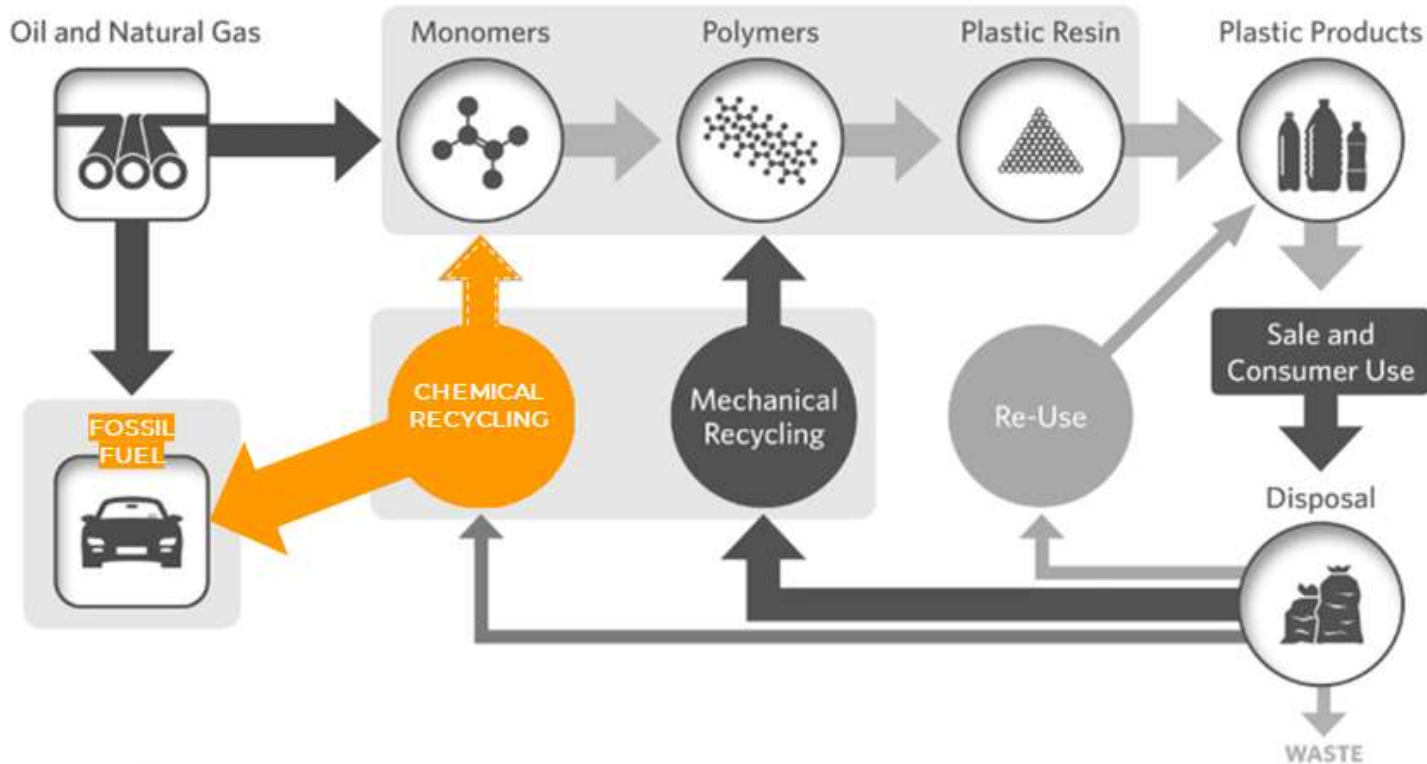 Oil and Natural Gas
Monomers
Polymers
Plastic Resin
Plastic Products
FOSSIL
FUEL
CHEMICAL
RECYCLING
Mechanical
Recycling
Re-Use
Sale and
Consumer Use
Disposal
WASTE